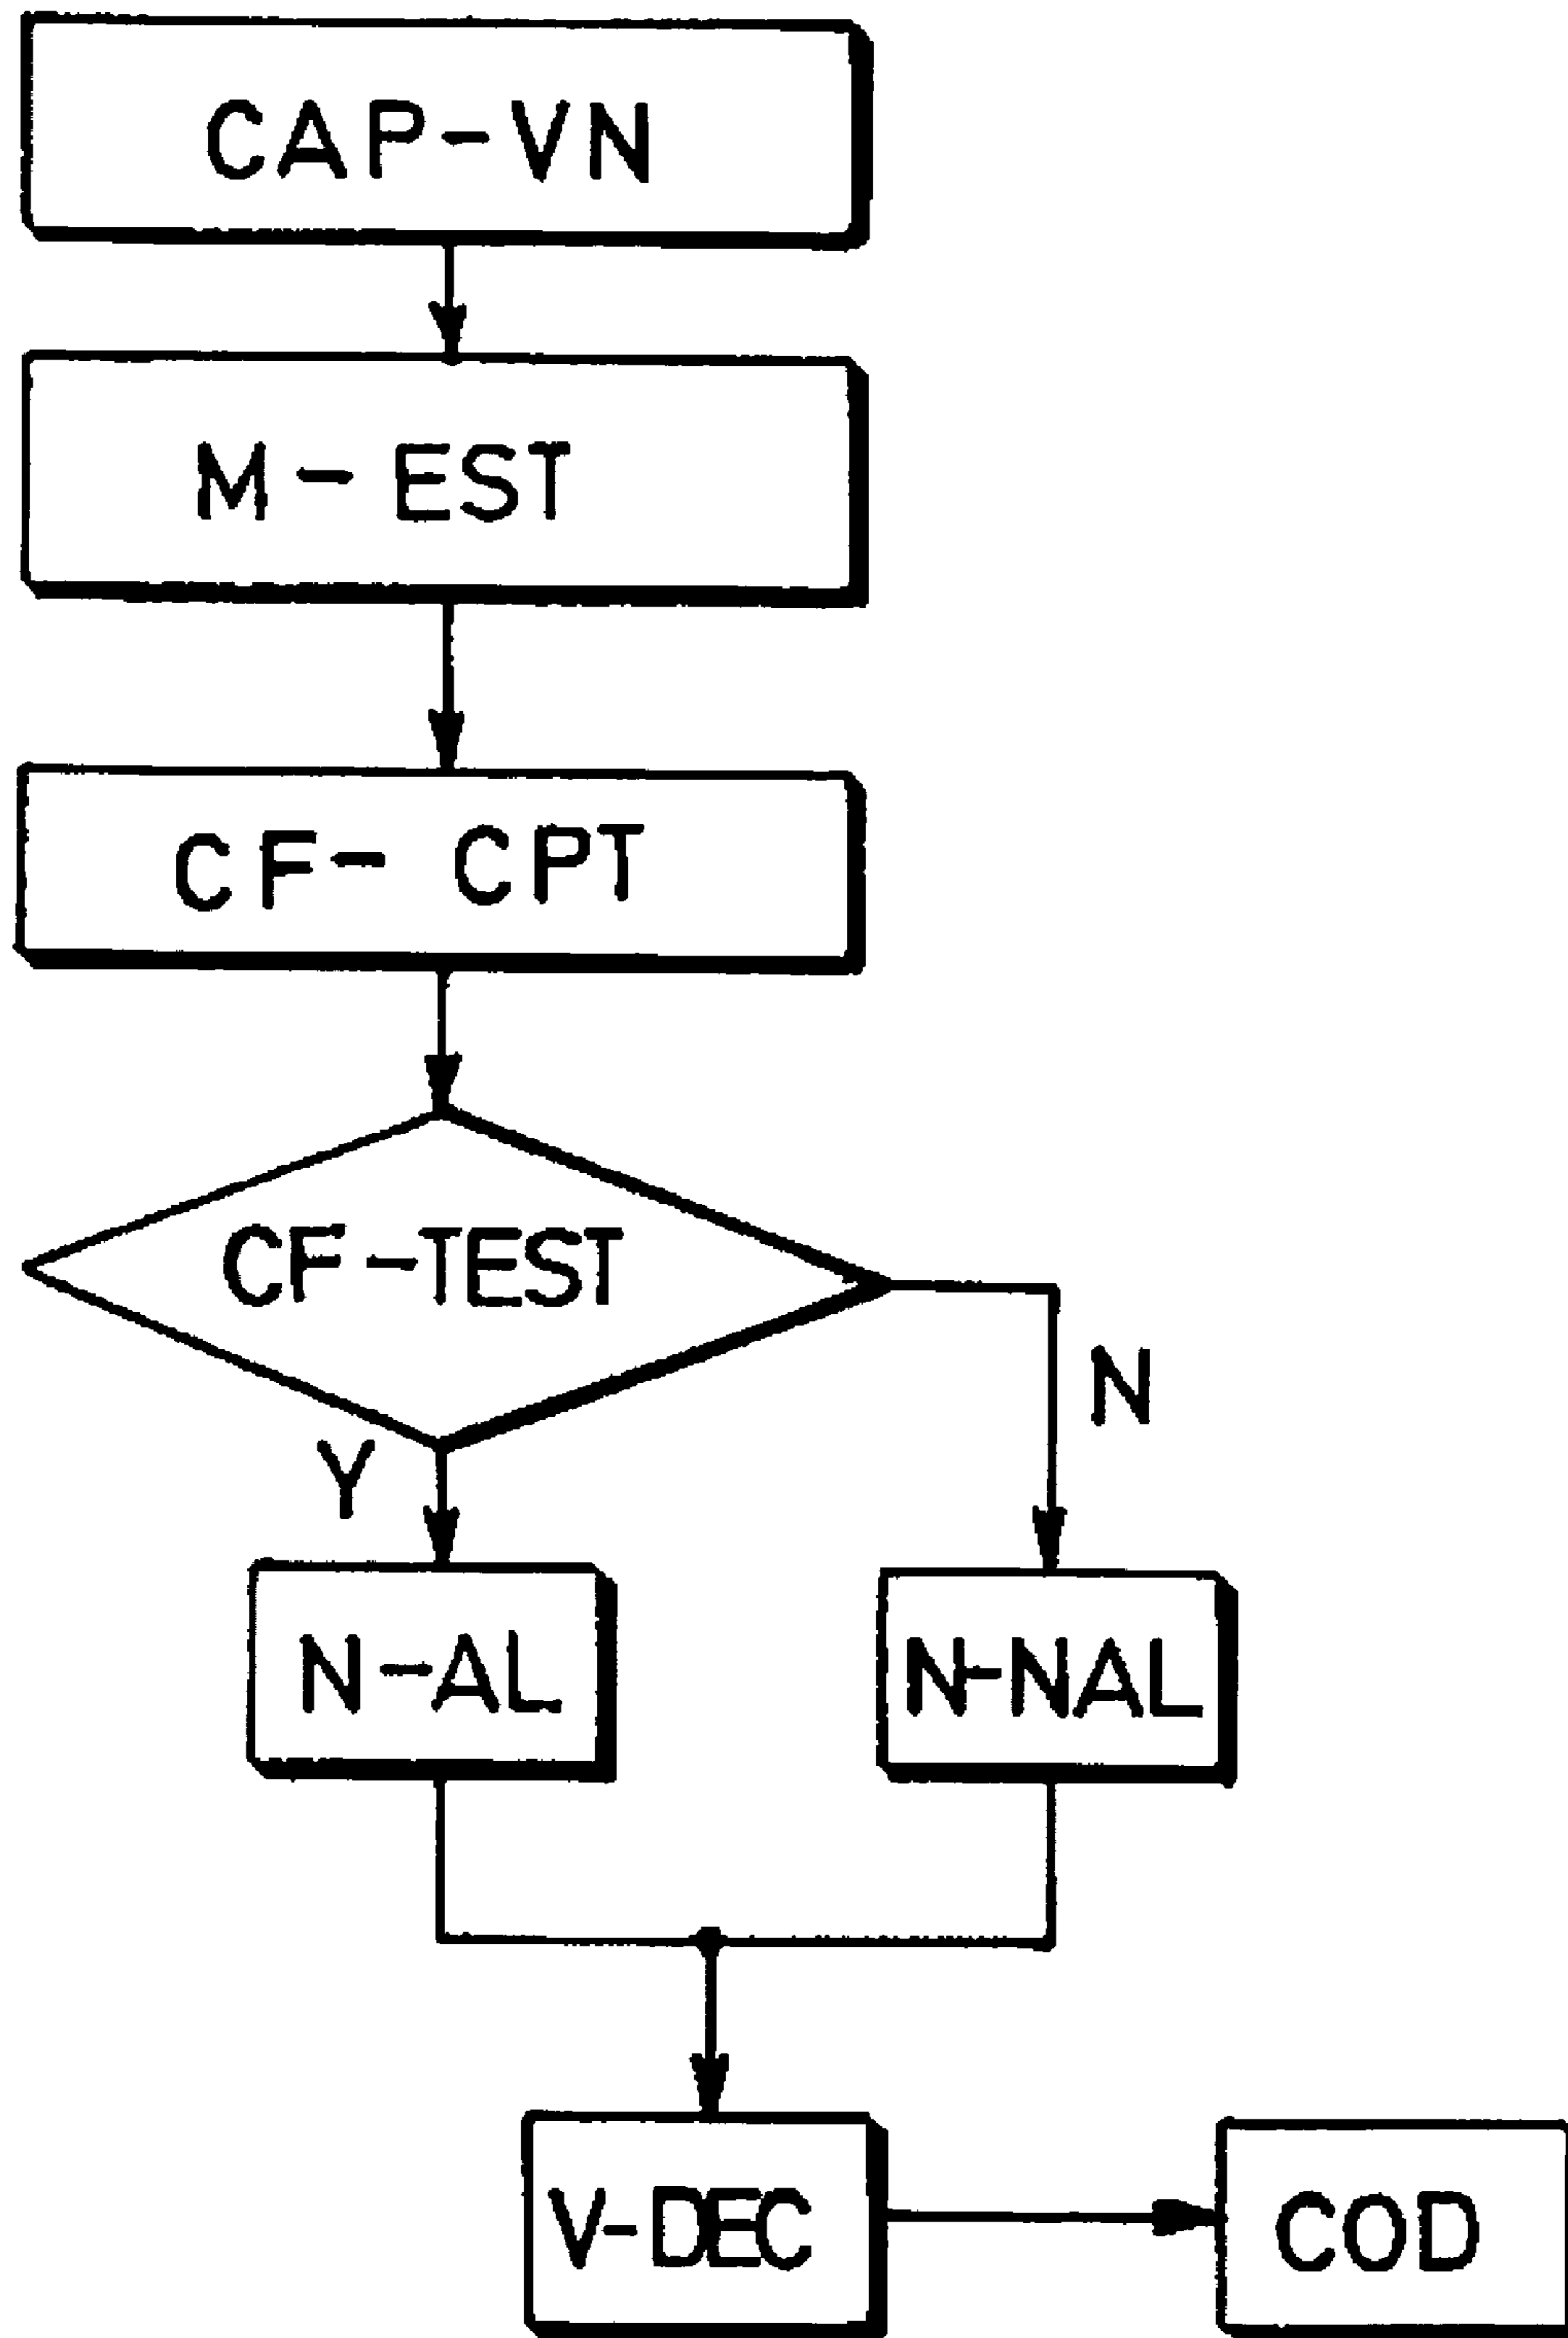 CAP-VN
M-EST
CF-CPT
CF-TEST
N
Y
N-AL
N-NAL
V-DEC
COD